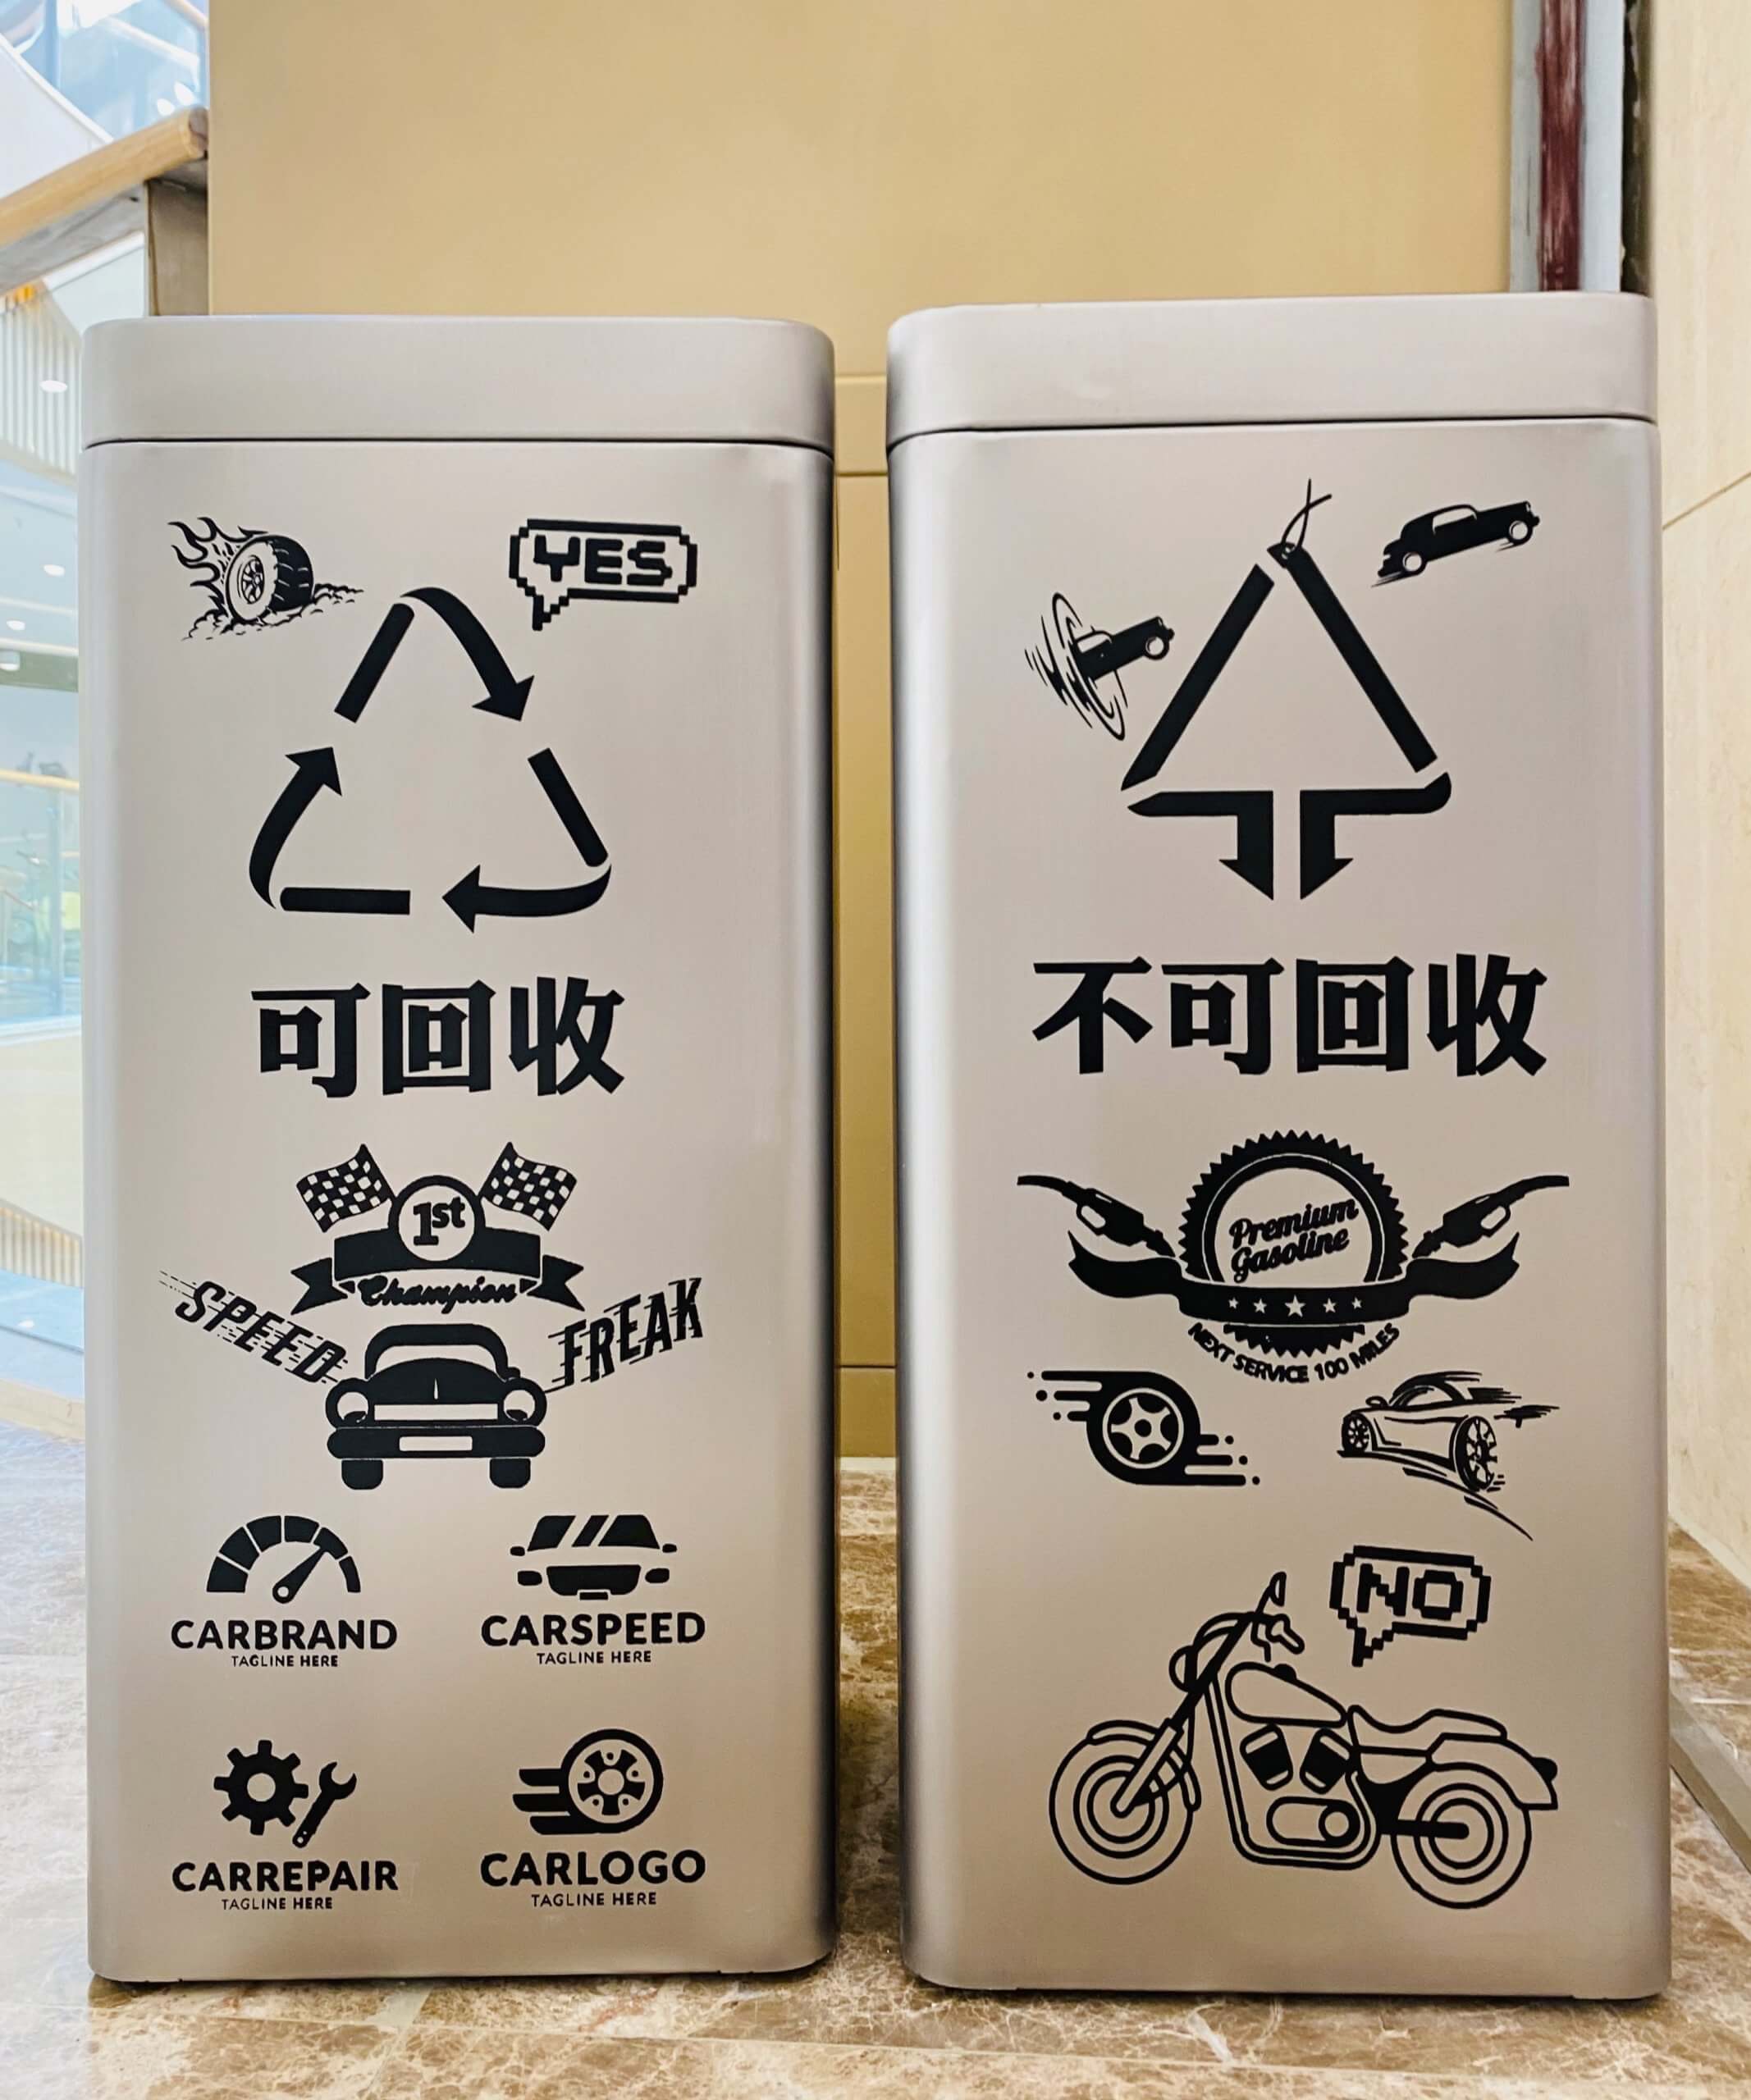 YES
可回收
1st
Champion
SPEED
FREAK
CARBRAND
TAGLINE HERE
CARSPEED
TAGLINE HERE
CARREPAIR
TAGLINE HERE
CARLOGO
TAGLINE HERE
不可回收
Premium
Gasoline
NEXT SERVICE 100 MILES
NO